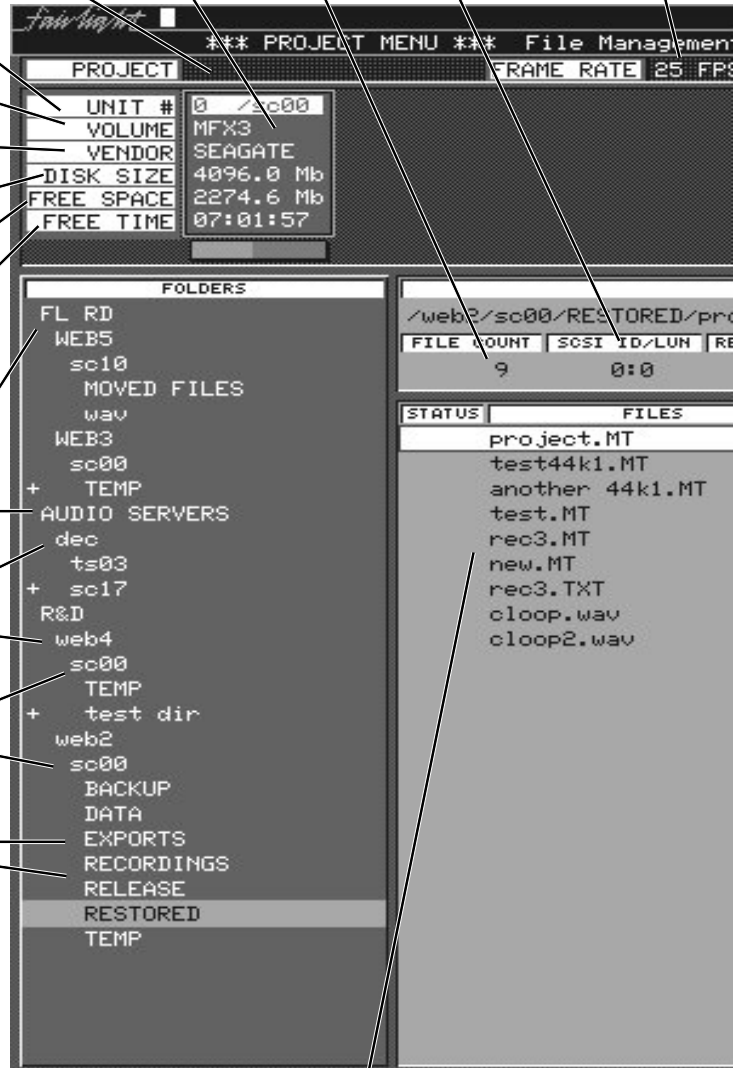 fairlight
*** PROJECT MENU *** File Management
PROJECT FRAME RATE 25 FPS
UNIT # 0 /sc00
VOLUME MFX3
VENDOR SEAGATE
DISK SIZE 4096.0 Mb
FREE SPACE 2274.6 Mb
FREE TIME 07:01:57
FOLDERS
FL RD
WEB5
sc10
MOVED FILES
wav
WEB3
sc00
+ TEMP
AUDIO SERVERS
dec
ts03
+ sc17
R&D
web4
sc00
TEMP
+ test dir
web2
sc00
BACKUP
DATA
EXPORTS
RECORDINGS
RELEASE
RESTORED
TEMP
/web2/sc00/RESTORED/pro
FILE COUNT SCSI ID/LUN RE
9 0:0
STATUS FILES
project.MT
test44k1.MT
another 44k1.MT
test.MT
rec3.MT
new.MT
rec3.TXT
cloop.wav
cloop2.wav